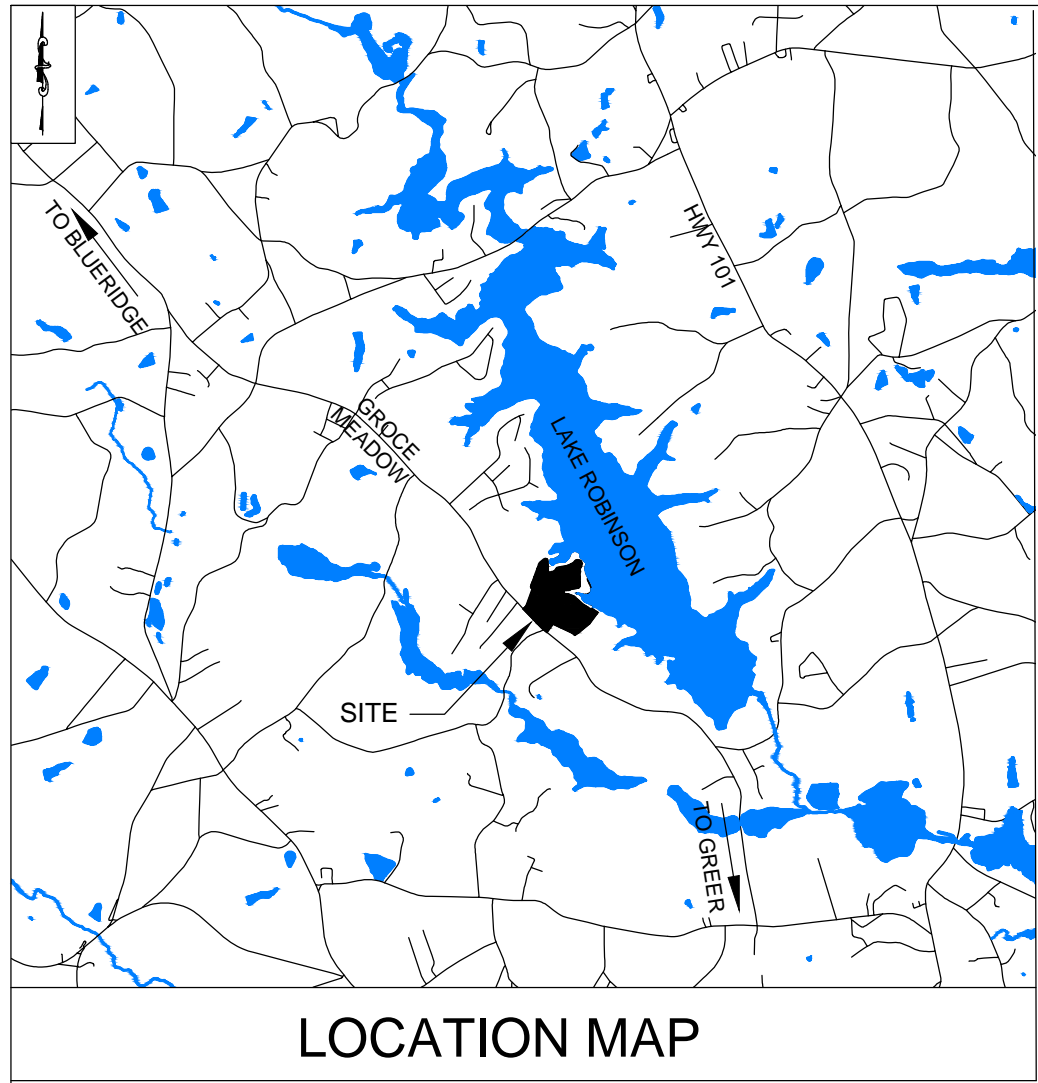 TO BLUERIDGE
HWY 101
GROCE
MEADOW
LAKE ROBINSON
SITE
TO GREER
LOCATION MAP